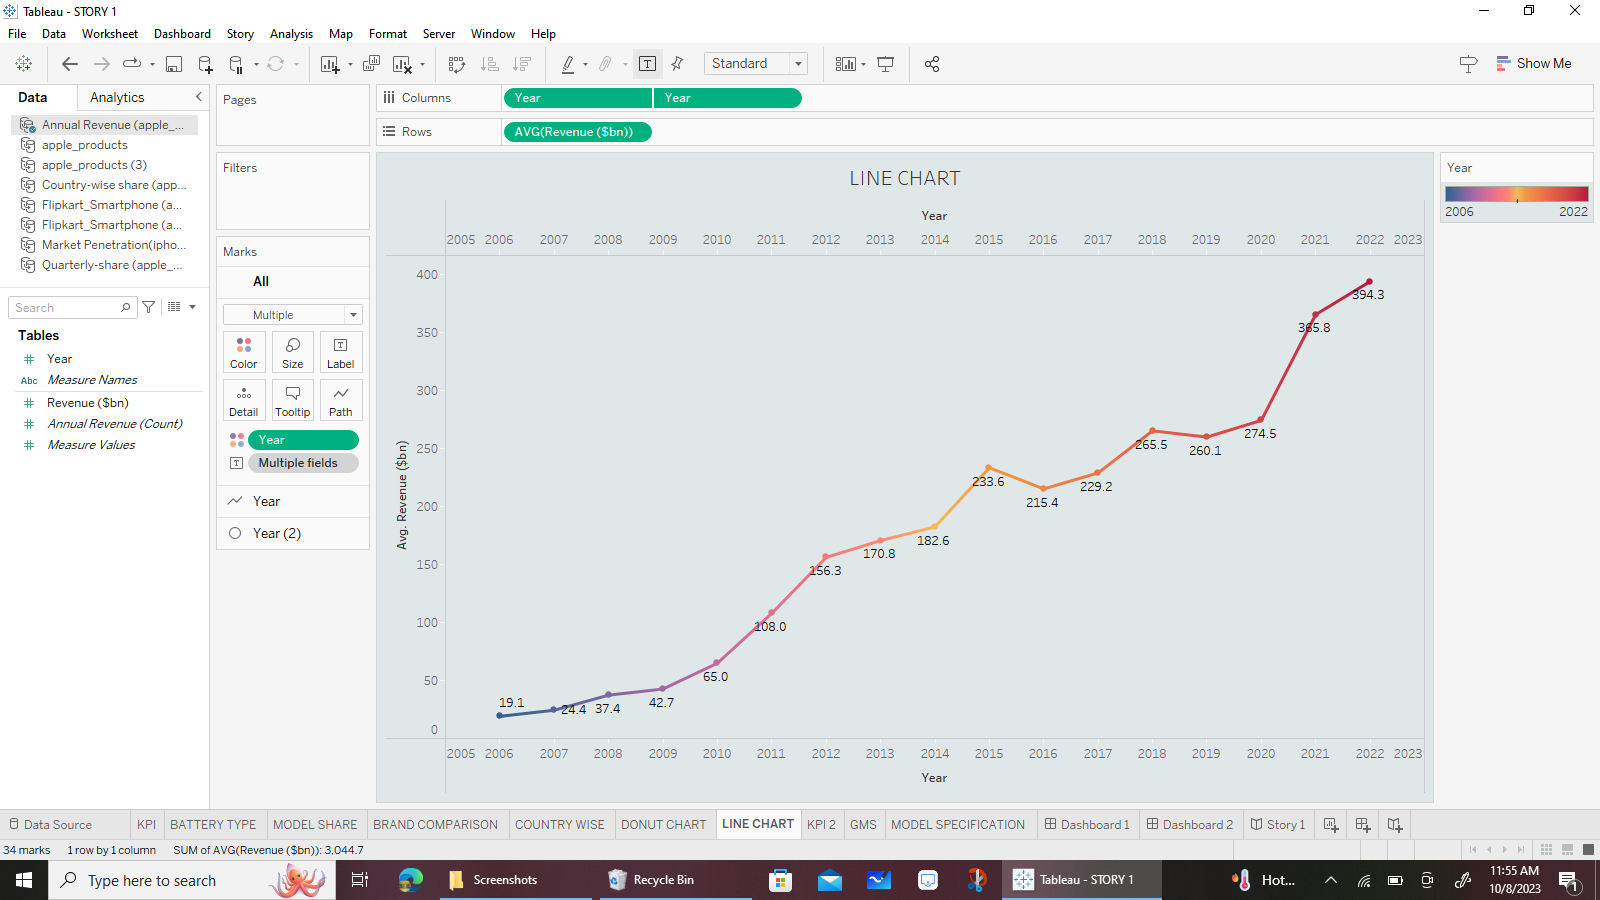 Tableau - STORY 1
File Data Worksheet Dashboard Story Analysis Map Format Server Window Help
Standard
Show Me
Data Analytics
Annual Revenue (apple_...
apple_products
apple_products (3)
Country-wise share (app...
Flipkart_Smartphone (a...
Flipkart_Smartphone (a...
Market Penetration(ipho...
Quarterly-share (apple_...
Search
Tables
Year
Abc Measure Names
Revenue ($bn)
Annual Revenue (Count)
Measure Values
Pages
Filters
Marks
All
Multiple
Color Size Label
Detail Tooltip Path
Year
Multiple fields
Year
Year (2)
Columns Year Year
Rows AVG(Revenue ($bn))
LINE CHART
Year
2005 2006 2007 2008 2009 2010 2011 2012 2013 2014 2015 2016 2017 2018 2019 2020 2021 2022 2023
Avg. Revenue ($bn)
400
350
300
250
200
150
100
50
0
19.1
24.4
37.4
42.7
65.0
108.0
156.3
170.8
182.6
233.6
215.4
229.2
265.5
260.1
274.5
365.8
394.3
2005 2006 2007 2008 2009 2010 2011 2012 2013 2014 2015 2016 2017 2018 2019 2020 2021 2022 2023
Year
Year
2006 2022
Data Source KPI BATTERY TYPE MODEL SHARE BRAND COMPARISON COUNTRY WISE DONUT CHART LINE CHART KPI 2 GMS MODEL SPECIFICATION Dashboard 1 Dashboard 2 Story 1
34 marks 1 row by 1 column SUM of AVG(Revenue ($bn)): 3,044.7
Type here to search
Screenshots
Recycle Bin
Tableau - STORY 1
Hot...
11:55 AM
10/8/2023
1